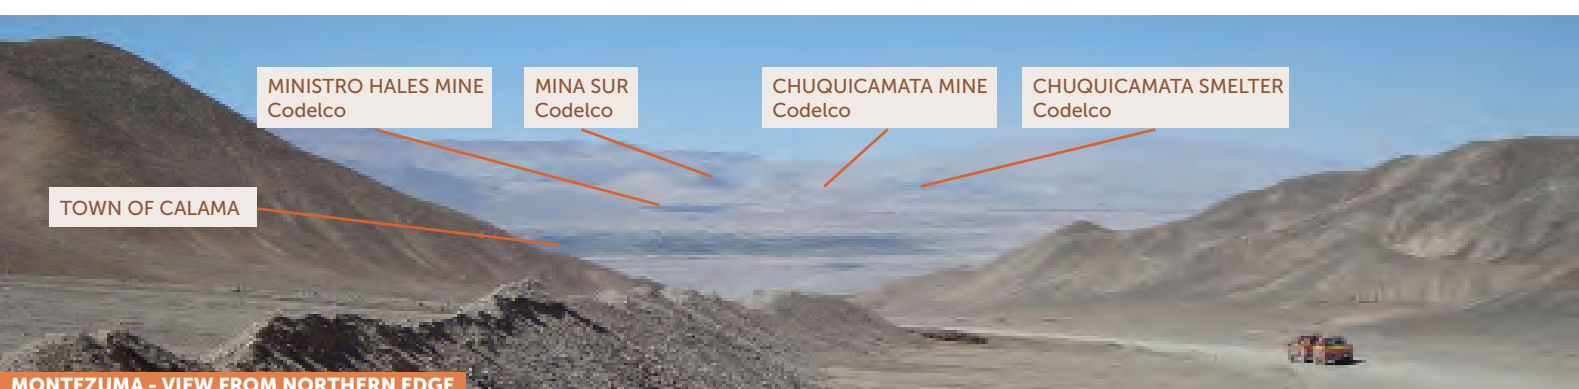 MINISTRO HALES MINE
Codelco
MINA SUR
Codelco
CHUQUICAMATA MINE
Codelco
CHUQUICAMATA SMELTER
Codelco
TOWN OF CALAMA
MONTEZUMA - VIEW FROM NORTHERN EDGE